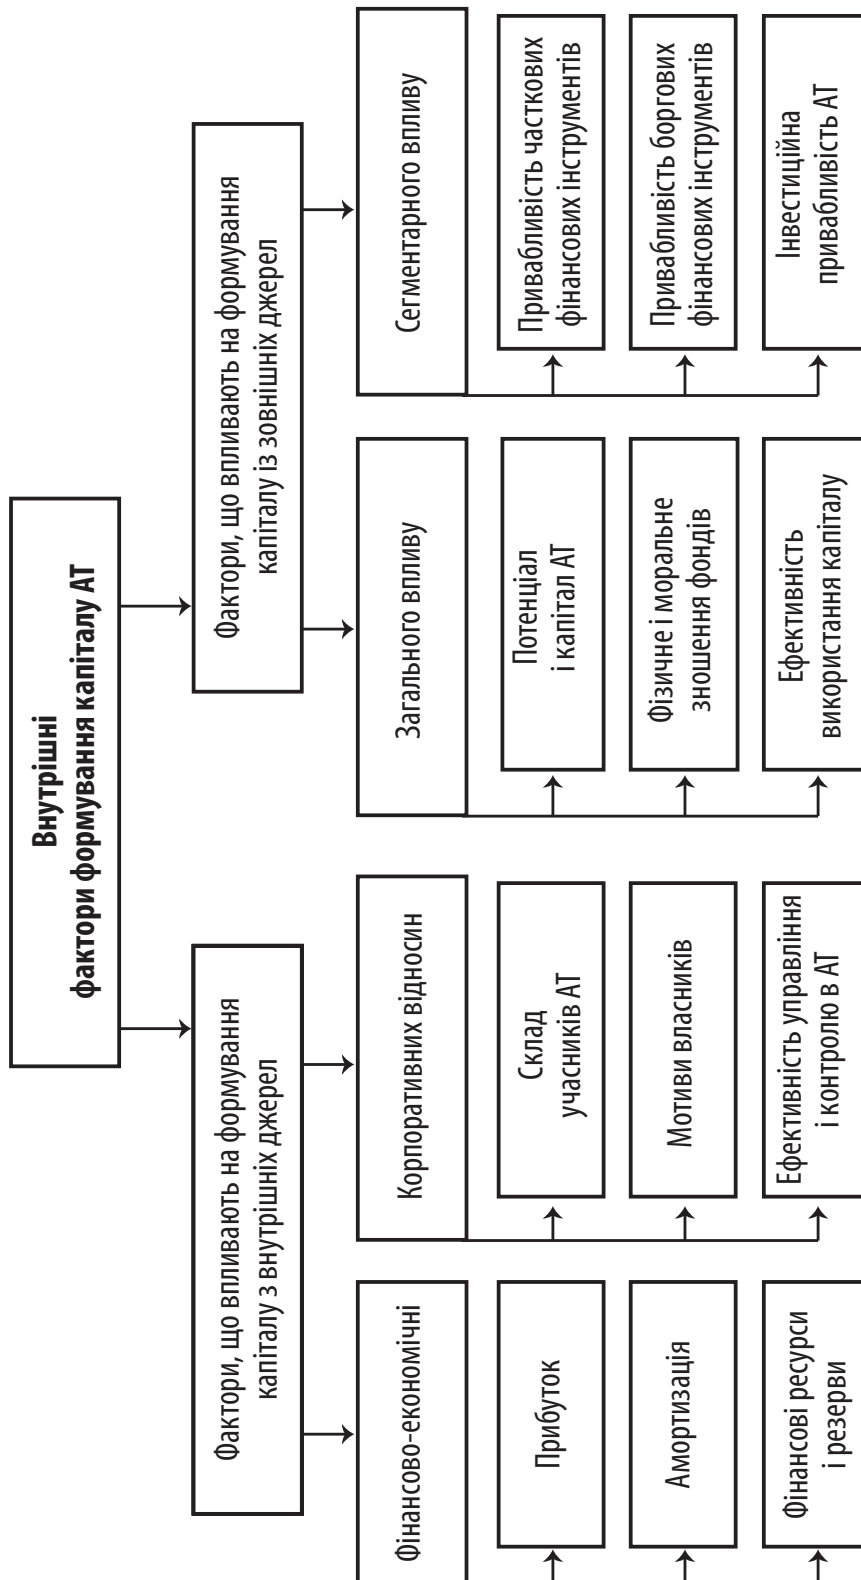 Внутрішні
фактори формування капіталу АТ
Фактори, що впливають на формування
капіталу з внутрішніх джерел
Фактори, що впливають на формування
капіталу із зовнішніх джерел
Фінансово-економічні
Корпоративних відносин
Загального впливу
Сегментарного впливу
Прибуток
Склад
учасників АТ
Потенціал
і капітал АТ
Привабливість часткових
фінансових інструментів
Амортизація
Мотиви власників
Фізичне і моральне
зношення фондів
Привабливість боргових
фінансових інструментів
Фінансові ресурси
і резерви
Ефективність управління
і контролю в АТ
Ефективність
використання капіталу
Інвестиційна
привабливість АТ